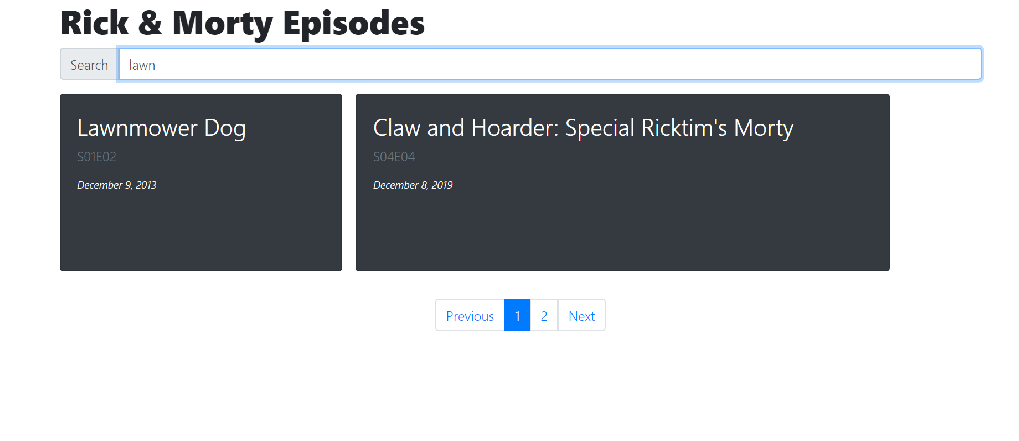 Rick & Morty Episodes
Search lawn
Lawnmower Dog
S01E02
December 9, 2013
Claw and Hoarder: Special Ricktim's Morty
S04E04
December 8, 2019
Previous 1 2 Next